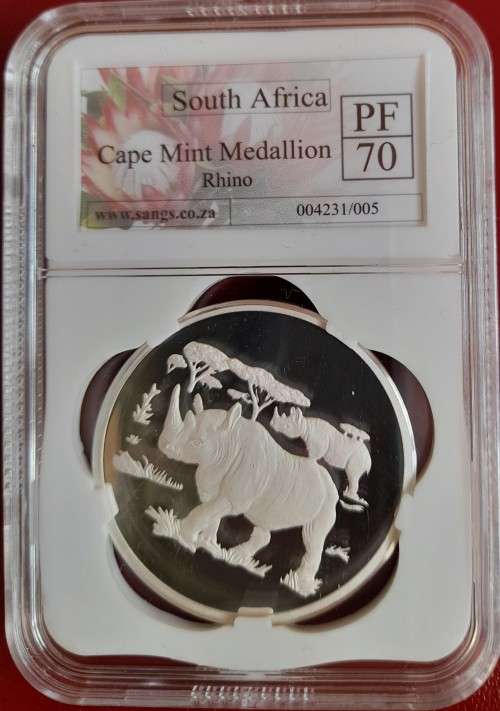 South Africa
PF
Cape Mint Medallion
70
Rhino
www.sangs.co.za
004231/005